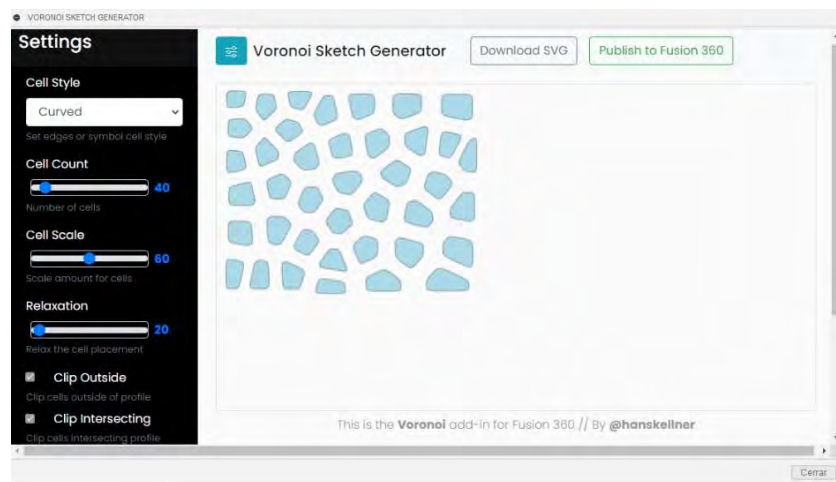 VORONOI SKETCH GENERATOR
Settings
Voronoi Sketch Generator
Download SVG
Publish to Fusion 360
Cell Style
Curved
Set edges or symbol cell style
Cell Count
40
Number of cells
Cell Scale
60
Scale amount for cells
Relaxation
20
Relax the cell placement
Clip Outside
Clip cells outside of profile
Clip Intersecting
Clip cells intersecting profile
This is the Voronoi add-in for Fusion 360 // By @hanskellner
Cerrar